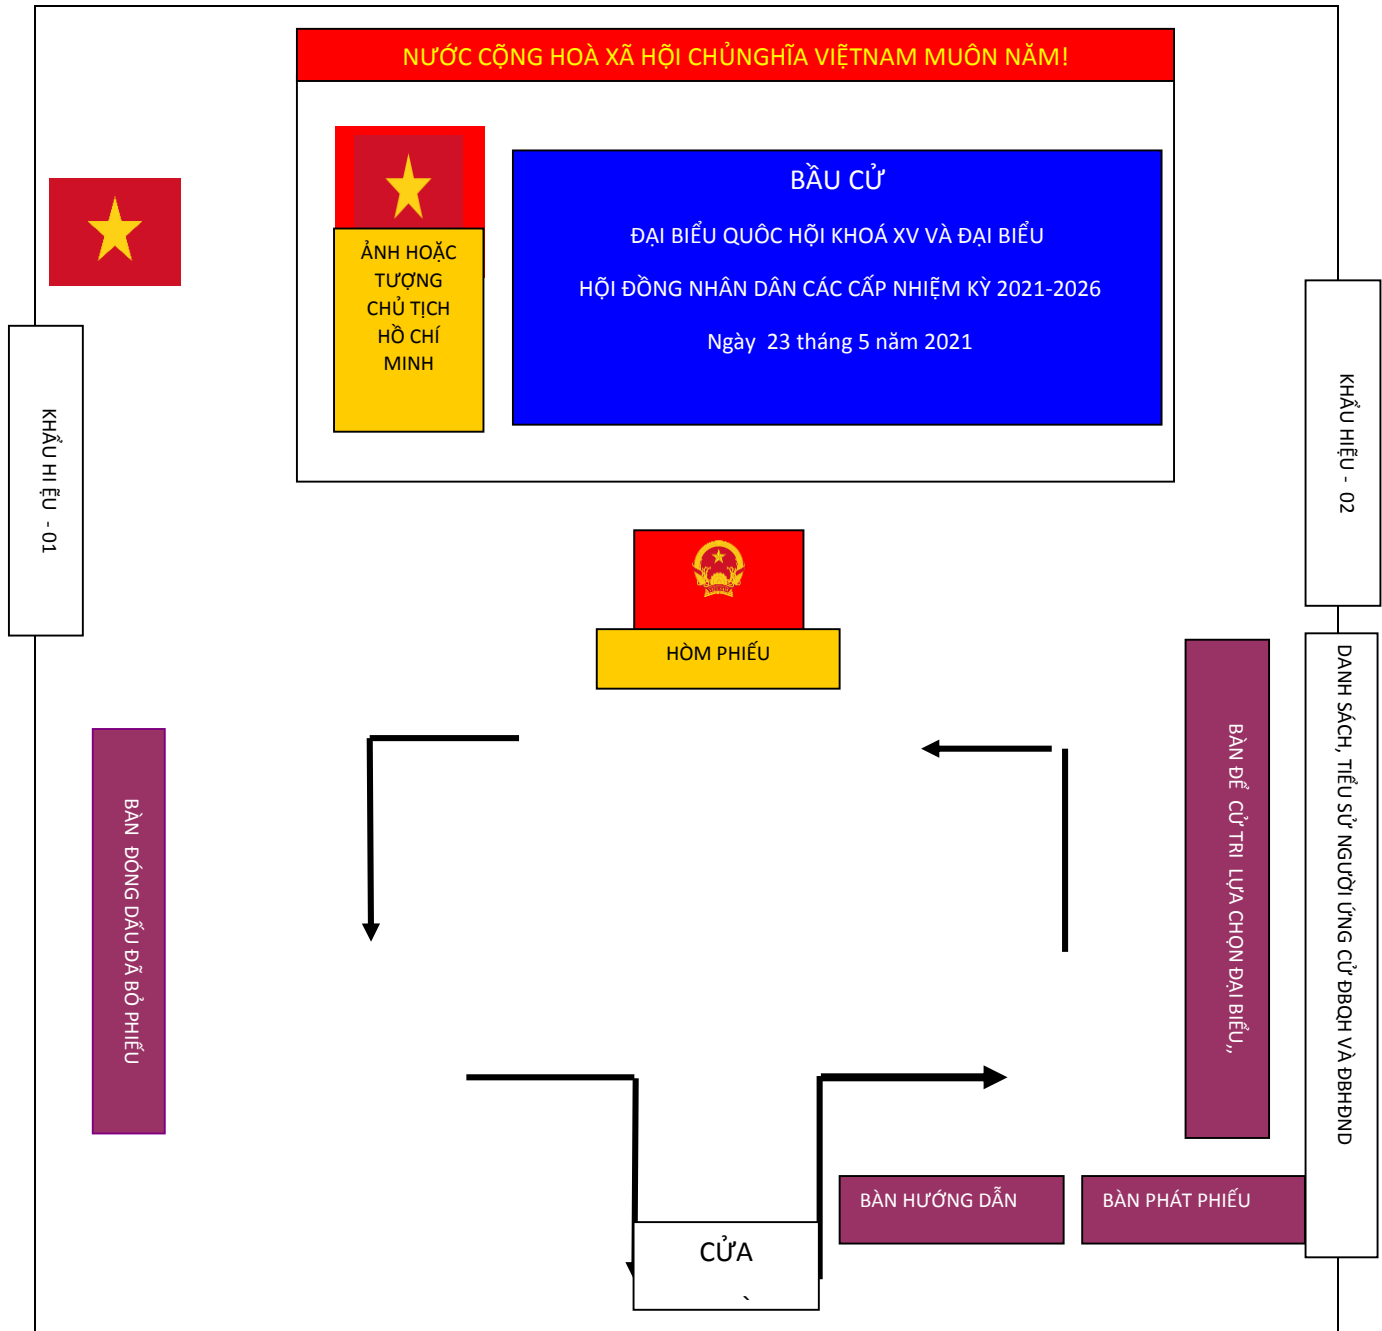 NƯỚC CỘNG HOÀ XÃ HỘI CHỦNGHĨA VIỆTNAM MUÔN NĂM!
BẦU CỬ
ĐẠI BIỂU QUÔC HỘI KHOÁ XV VÀ ĐẠI BIỂU
HỘI ĐỒNG NHÂN DÂN CÁC CẤP NHIỆM KỲ 2021-2026
Ngày 23 tháng 5 năm 2021
ẢNH HOẶC
TƯỢNG
CHỦ TỊCH
HỒ CHÍ
MINH
KHẨU HI ỆU - 01
KHẨU HIỆU - 02
HÒM PHIẾU
BÀN ĐÓNG DẤU ĐÃ BỎ PHIẾU
BÀN ĐỂ CỬ TRI LỰA CHỌN ĐẠI BIỂU,,
DANH SÁCH, TIỂU SỬ NGƯỜI ỨNG CỬ ĐBQH VÀ ĐBHĐND
BÀN HƯỚNG DẪN
BÀN PHÁT PHIẾU
CỬA